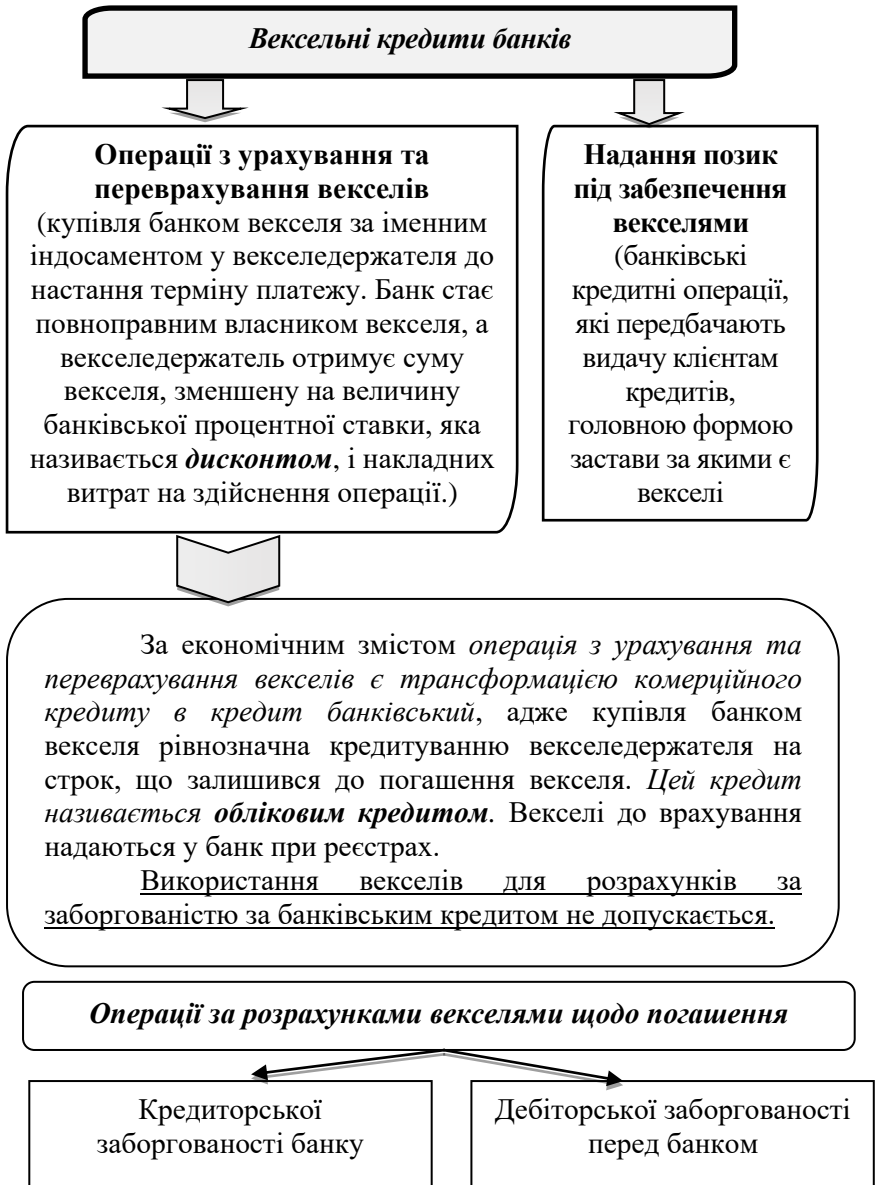 Вексельні кредити банків
Операції з урахування та
переврахування векселів
(купівля банком векселя за іменним
індосаментом у векселедержателя до
настання терміну платежу. Банк стає
повноправним власником векселя, а
векселедержатель отримує суму
векселя, зменшену на величину
банківської процентної ставки, яка
називається дисконтом, і накладних
витрат на здійснення операції.)
Надання позик
під забезпечення
векселями
(банківські
кредитні операції,
які передбачають
видачу клієнтам
кредитів,
головною формою
застави за якими є
векселі
За економічним змістом операція з урахування та
переврахування векселів є трансформацією комерційного
кредиту в кредит банківський, адже купівля банком
векселя рівнозначна кредитуванню векселедержателя на
строк, що залишився до погашення векселя. Цей кредит
називається обліковим кредитом. Векселі до врахування
надаються у банк при реєстрах.
Використання векселів для розрахунків за
заборгованістю за банківським кредитом не допускається.
Операції за розрахунками векселями щодо погашення
Кредиторської
заборгованості банку
Дебіторської заборгованості
перед банком